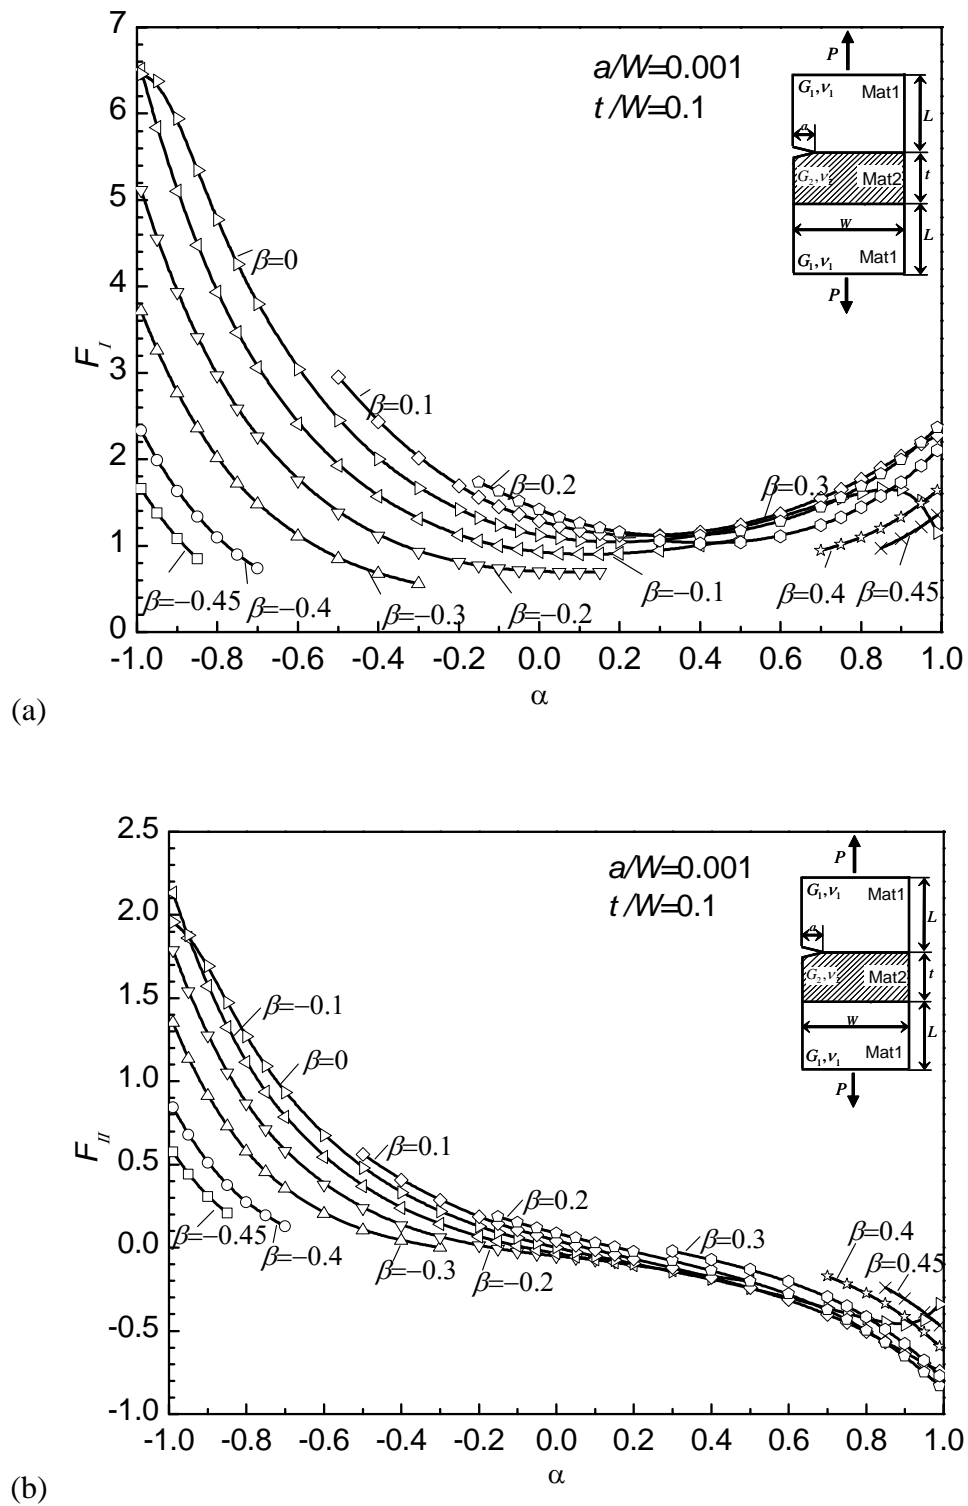 7
6
5
4
3
2
1
0
F_I
a/W=0.001
t/W=0.1
P
G₁,ν₁ Mat1
L
a
G₂,ν Mat2
t
W
L
G₁,ν₁ Mat1
P
β=0
β=0.1
β=0.2
β=0.3
β=−0.45
β=−0.4
β=−0.3
β=−0.2
β=−0.1
β=0.4
β=0.45
-1.0 -0.8 -0.6 -0.4 -0.2 0.0 0.2 0.4 0.6 0.8 1.0
α
(a)
2.5
2.0
1.5
1.0
0.5
0.0
-0.5
-1.0
F_II
a/W=0.001
t/W=0.1
P
G₁,ν₁ Mat1
L
a
G₂,ν Mat2
t
W
L
G₁,ν₁ Mat1
P
β=−0.1
β=0
β=0.1
β=0.2
β=0.3
β=0.4
β=0.45
β=−0.45
β=−0.4
β=−0.3
β=−0.2
-1.0 -0.8 -0.6 -0.4 -0.2 0.0 0.2 0.4 0.6 0.8 1.0
α
(b)